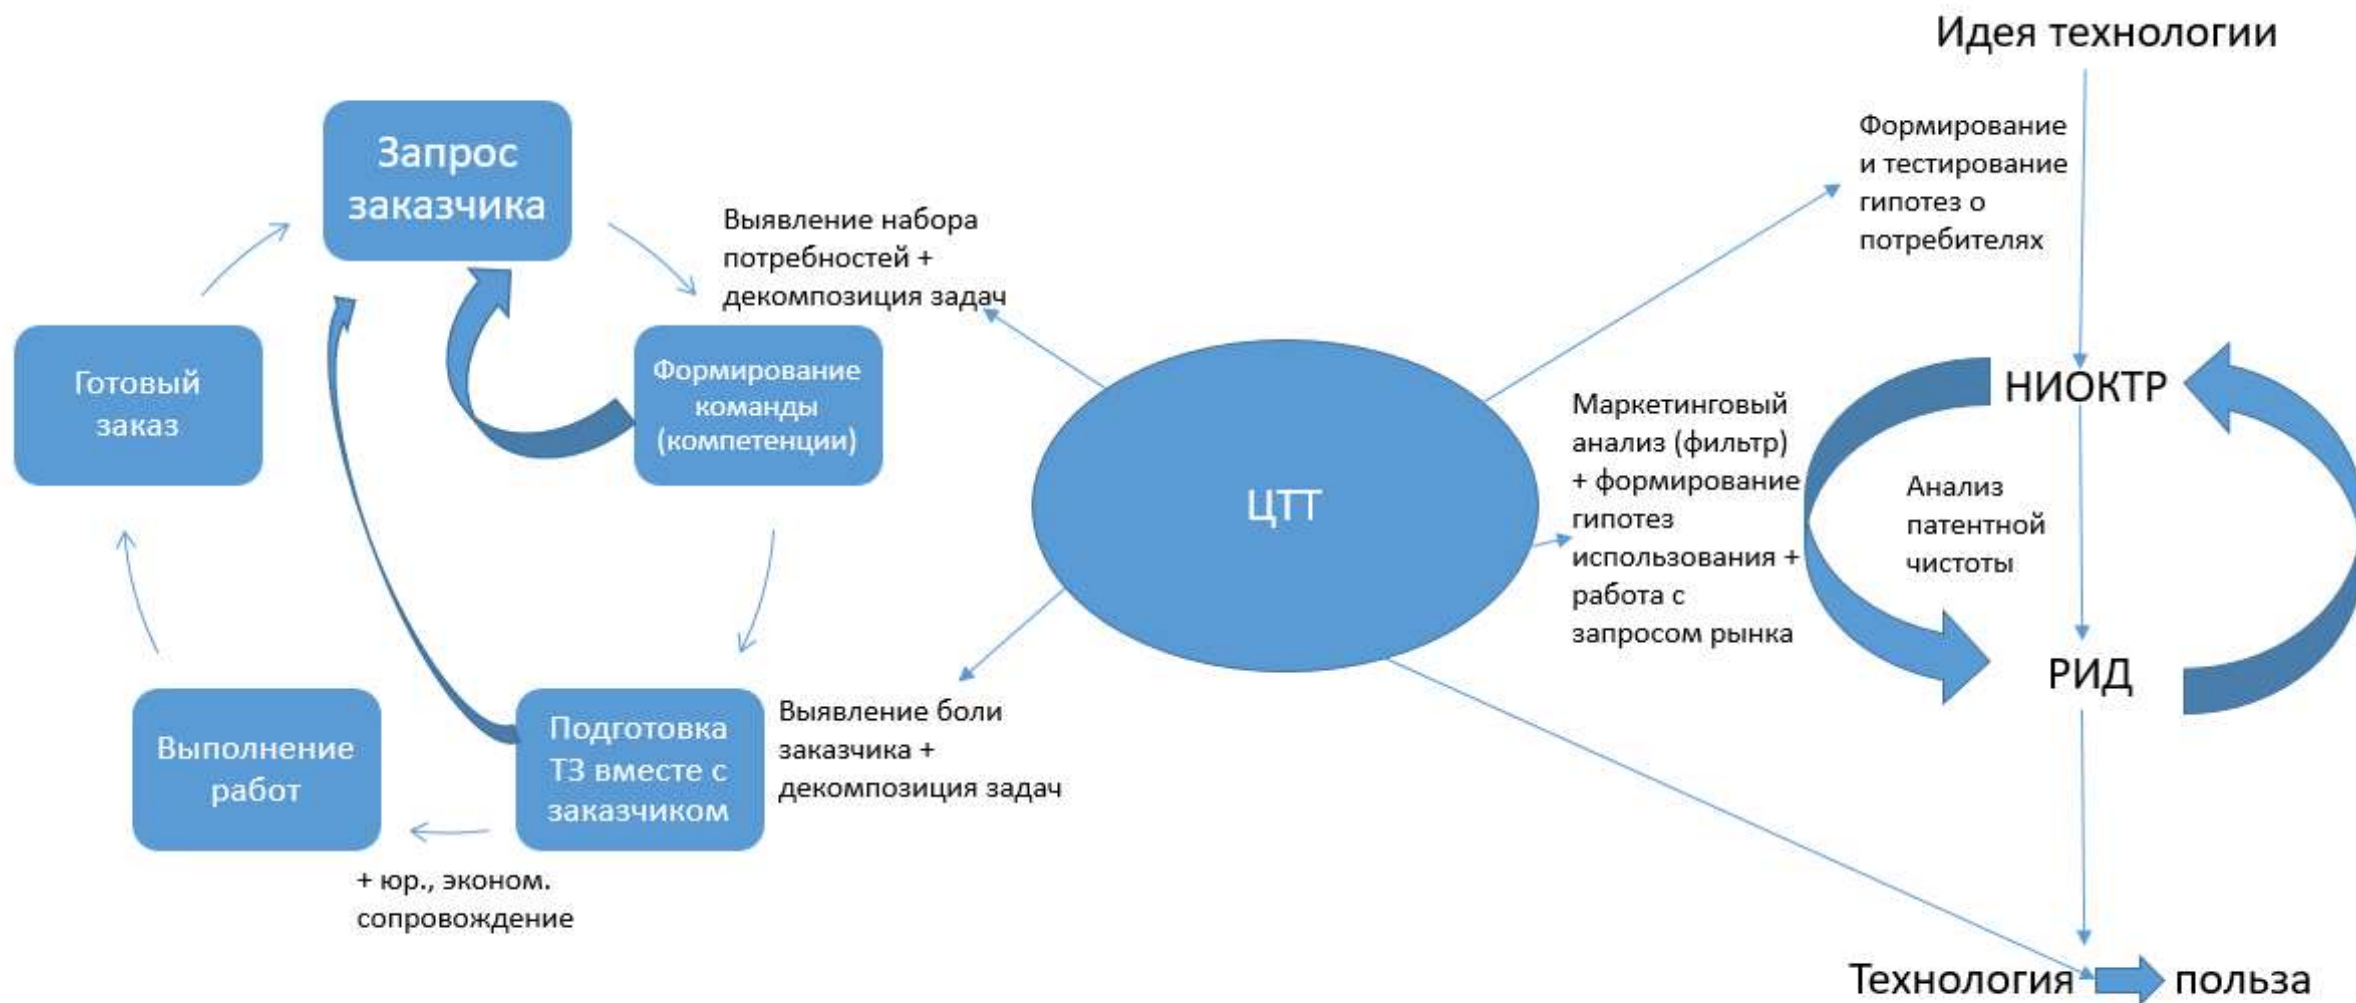 Идея технологии
Формирование
и тестирование
гипотез о
потребителях
Запрос
заказчика
Выявление набора
потребностей +
декомпозиция задач
Готовый
заказ
Формирование
команды
(компетенции)
ЦТТ
Маркетинговый
анализ (фильтр)
+ формирование
гипотез
использования +
работа с
запросом рынка
НИОКТР
Анализ
патентной
чистоты
РИД
Выполнение
работ
Подготовка
ТЗ вместе с
заказчиком
Выявление боли
заказчика +
декомпозиция задач
+ юр., эконом.
сопровождение
Технология польза